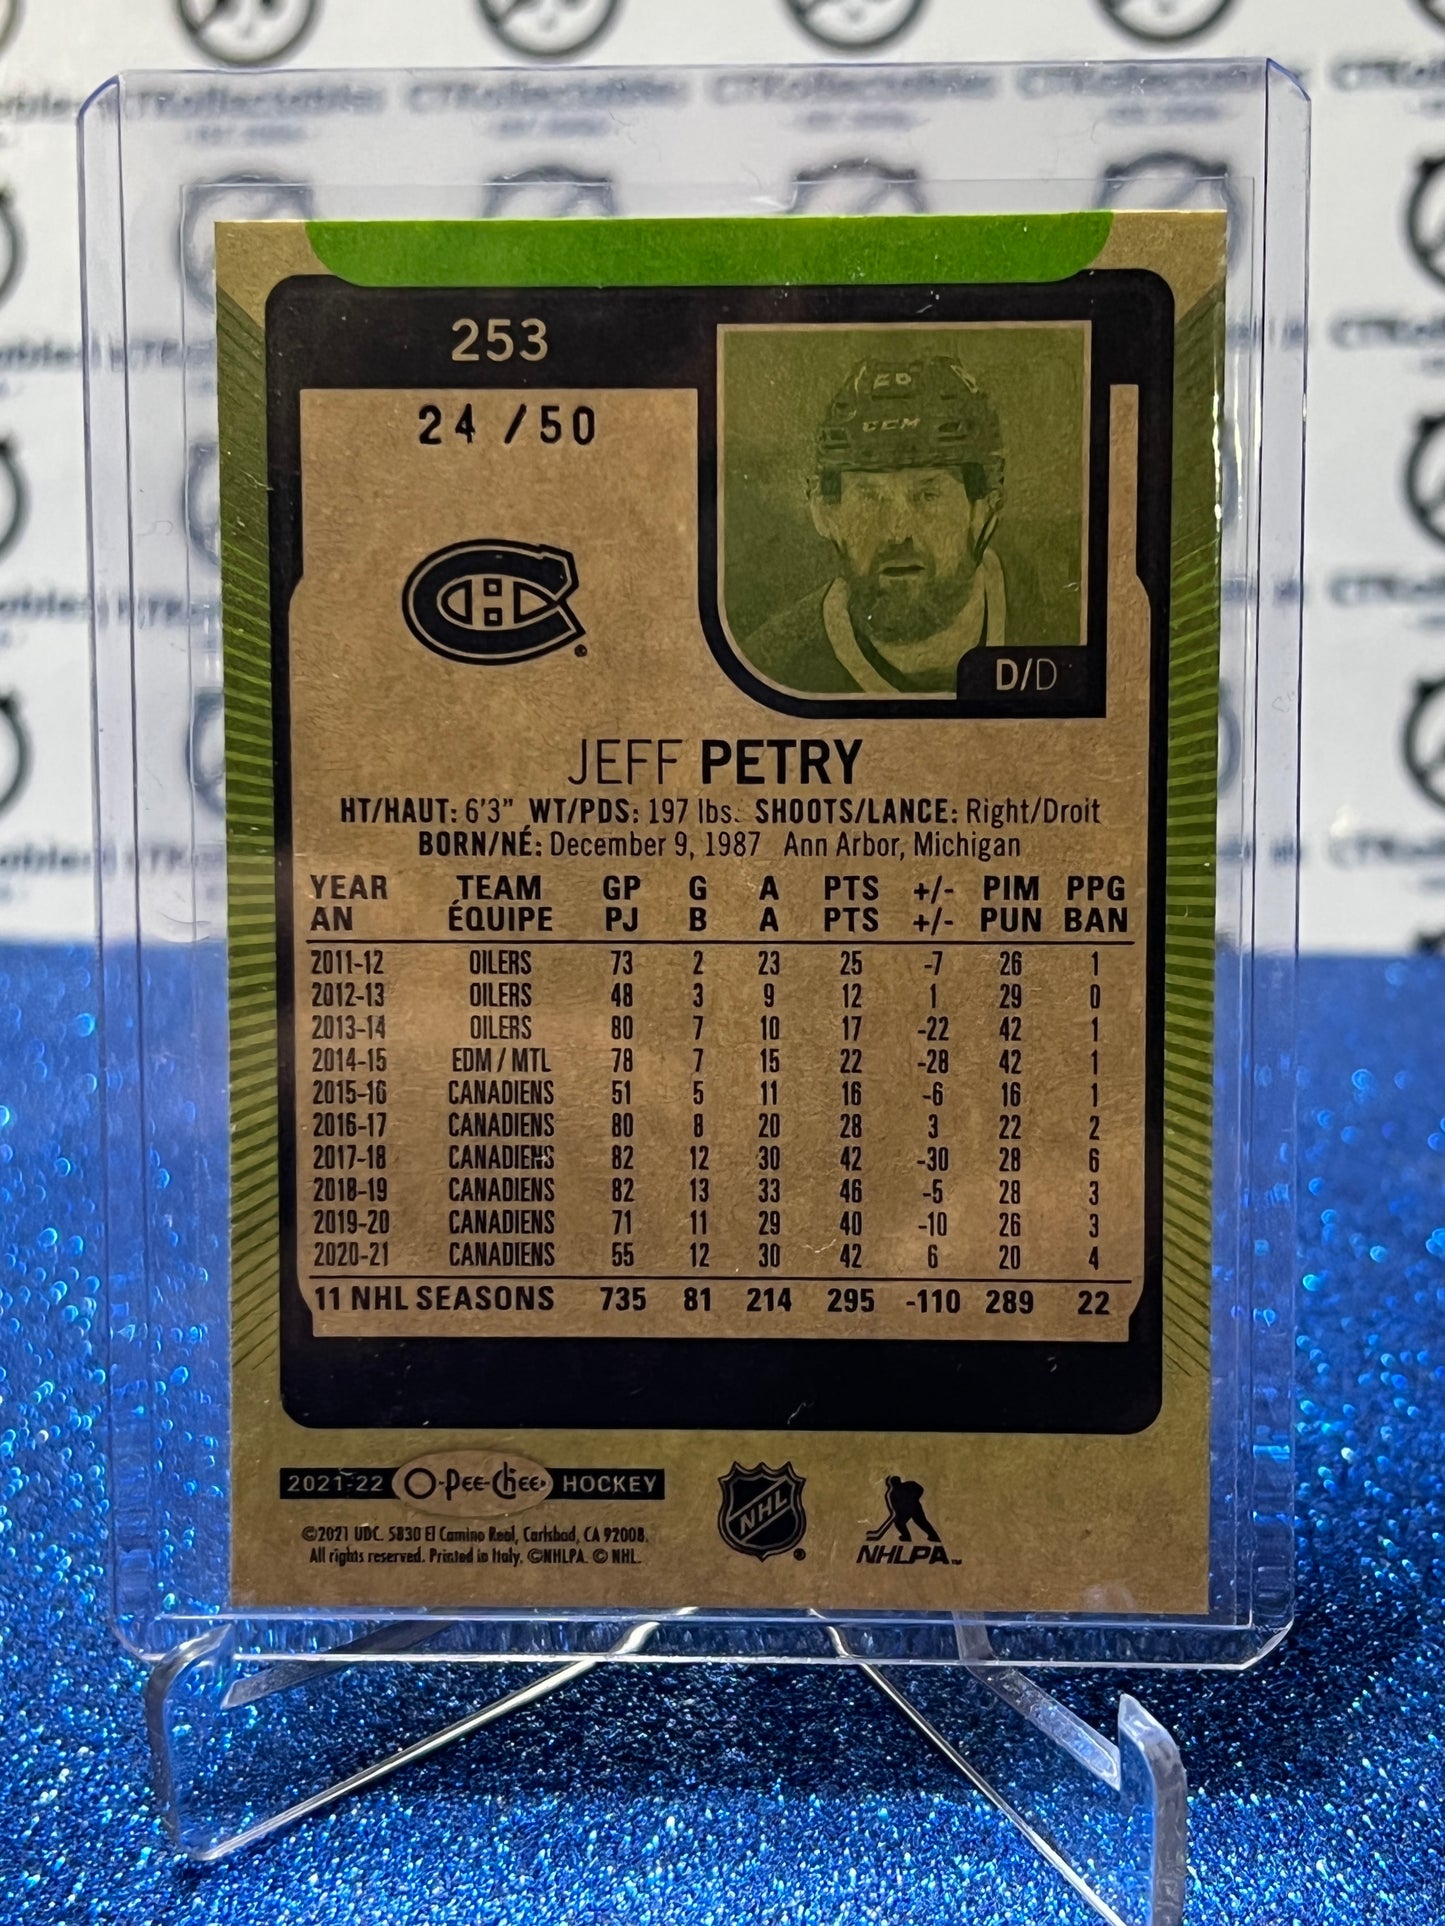 253
24 /50
CCM
D/D
JEFF PETRY
HT/HAUT: 6'3" WT/PDS: 197 lbs. SHOOTS/LANCE: Right/Droit
BORN/NÉ: December 9, 1987 Ann Arbor, Michigan
YEAR TEAM GP G A PTS +/- PIM PPG
AN ÉQUIPE PJ B A PTS +/- PUN BAN
2011-12 OILERS 73 2 23 25 -7 26 1
2012-13 OILERS 48 3 9 12 1 29 0
2013-14 OILERS 80 7 10 17 -22 42 1
2014-15 EDM / MTL 78 7 15 22 -28 42 1
2015-16 CANADIENS 51 5 11 16 -6 16 1
2016-17 CANADIENS 80 8 20 28 3 22 2
2017-18 CANADIENS 82 12 30 42 -30 28 6
2018-19 CANADIENS 82 13 33 46 -5 28 3
2019-20 CANADIENS 71 11 29 40 -10 26 3
2020-21 CANADIENS 55 12 30 42 6 20 4
11 NHL SEASONS 735 81 214 295 -110 289 22
2021-22 O-Pee-Chee HOCKEY
©2021 UDC. 5830 El Camino Real, Carlsbad, CA 92008.
All rights reserved. Printed in Italy. ©NHLPA. © NHL.
NHL ®
NHLPA™